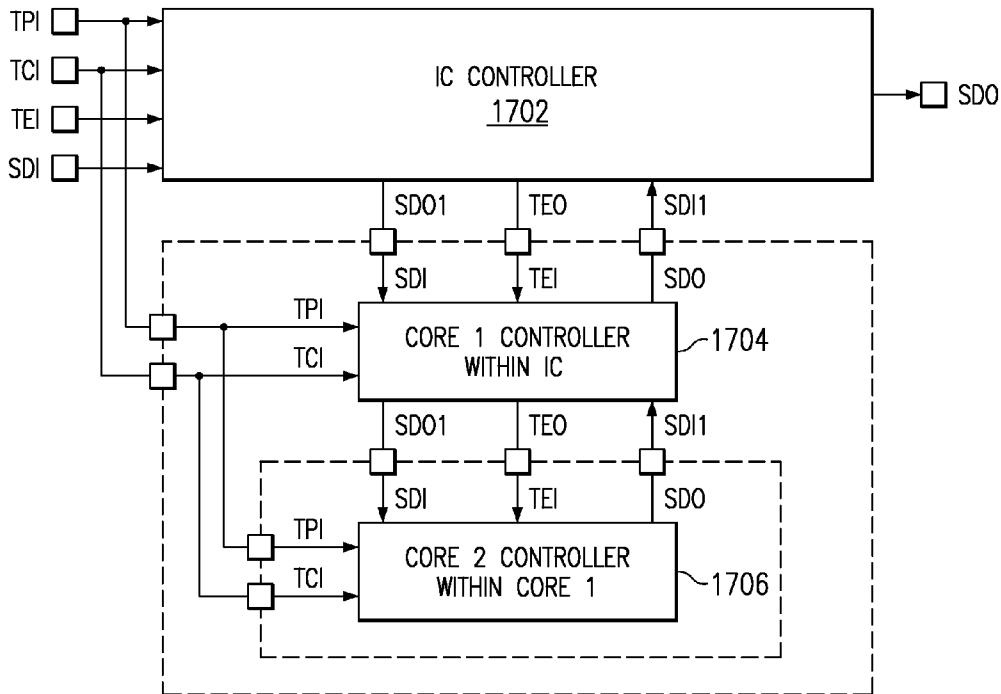 TPI
TCI
TEI
SDI
IC CONTROLLER
1702
SDO
SDO1
TEO
SDI1
SDI
TEI
SDO
TPI
TCI
CORE 1 CONTROLLER
WITHIN IC
1704
SDO1
TEO
SDI1
SDI
TEI
SDO
TPI
TCI
CORE 2 CONTROLLER
WITHIN CORE 1
1706